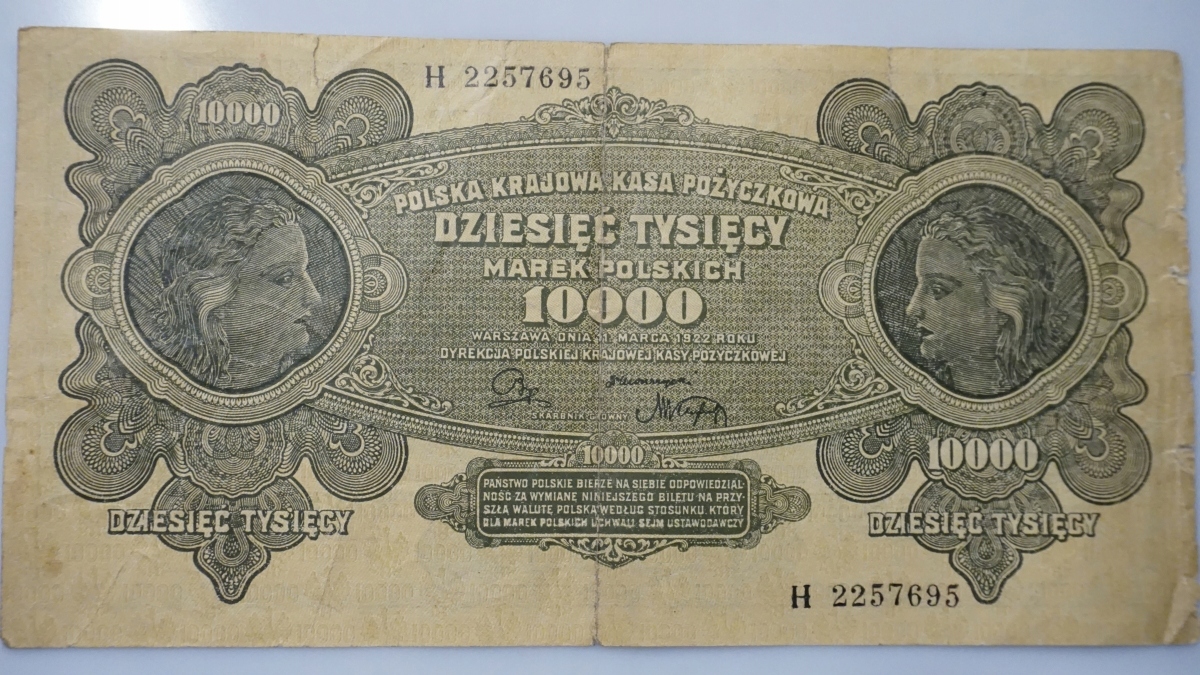 H 2257695
10000
POLSKA KRAJOWA KASA POŻYCZKOWA
DZIESIĘĆ TYSIĘCY
MAREK POLSKICH
10000
WARSZAWA DNIA 11 MARCA 1922 ROKU
DYREKCJA POLSKIEJ KRAJOWEJ KASY POŻYCZKOWEJ
SKARBNIK GŁÓWNY
10000
10000
PAŃSTWO POLSKIE BIERZE NA SIEBIE ODPOWIEDZIAL-
NOŚĆ ZA WYMIANĘ NINIEJSZEGO BILETU NA PRZY-
SZŁĄ WALUTĘ POLSKĄ WEDŁUG STOSUNKU, KTÓRY
DLA MAREK POLSKICH UCHWALI SEJM USTAWODAWCZY
DZIESIĘĆ TYSIĘCY
DZIESIĘĆ TYSIĘCY
H 2257695